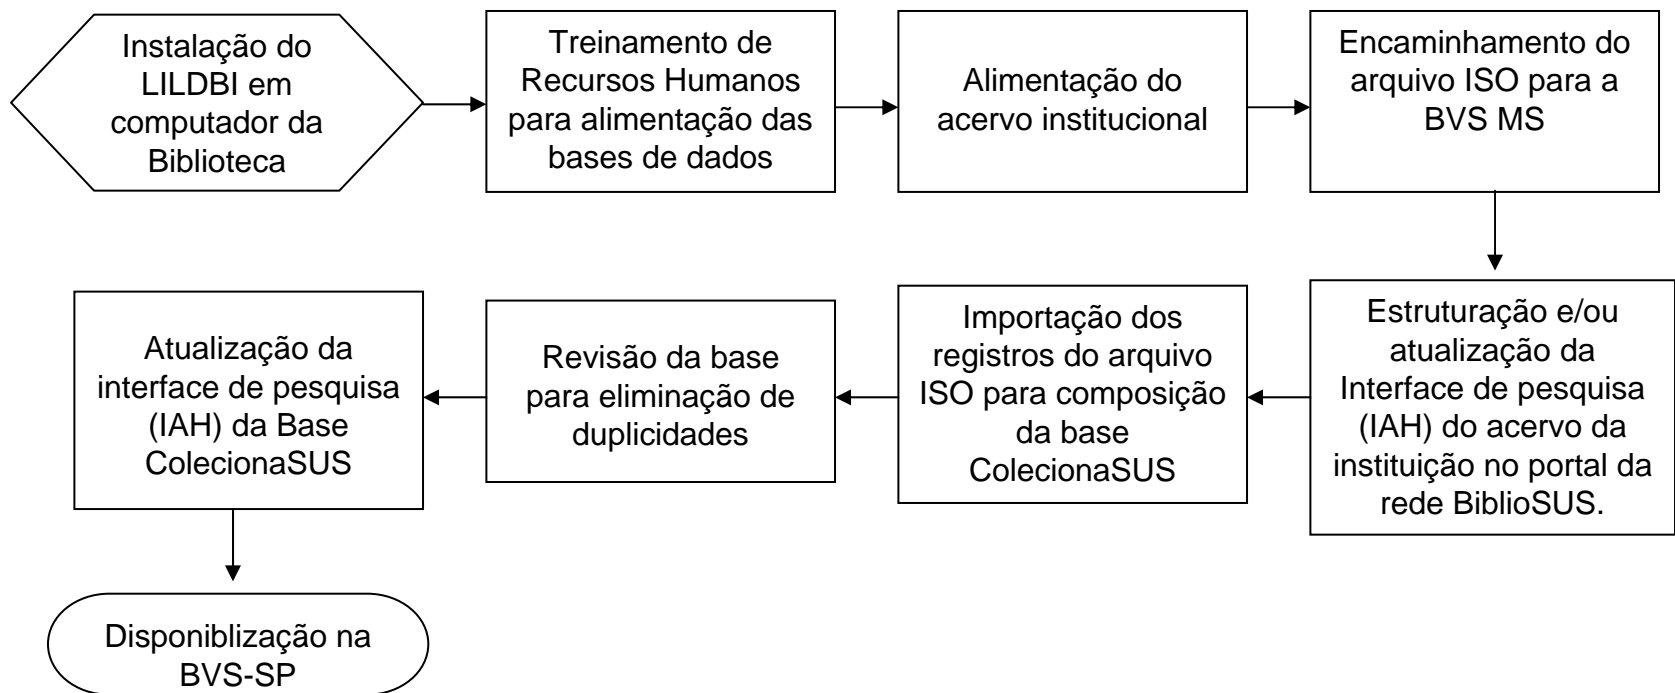 Instalação do
LILDBI em
computador da
Biblioteca
Treinamento de
Recursos Humanos
para alimentação das
bases de dados
Alimentação do
acervo institucional
Encaminhamento do
arquivo ISO para a
BVS MS
Estruturação e/ou
atualização da
Interface de pesquisa
(IAH) do acervo da
instituição no portal da
rede BiblioSUS.
Importação dos
registros do arquivo
ISO para composição
da base
ColecionaSUS
Revisão da base
para eliminação de
duplicidades
Atualização da
interface de pesquisa
(IAH) da Base
ColecionaSUS
Disponiblização na
BVS-SP